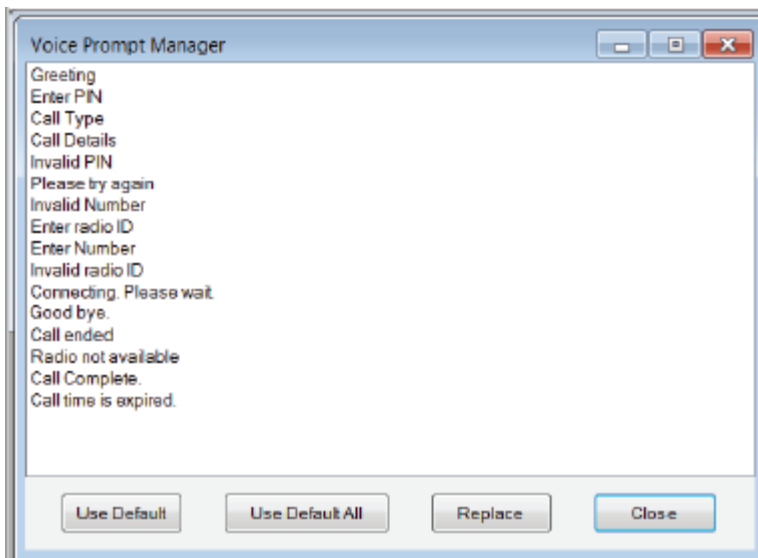 Voice Prompt Manager
Greeting
Enter PIN
Call Type
Call Details
Invalid PIN
Please try again
Invalid Number
Enter radio ID
Enter Number
Invalid radio ID
Connecting. Please wait.
Good bye.
Call ended
Radio not available
Call Complete.
Call time is expired.
Use Default Use Default All Replace Close